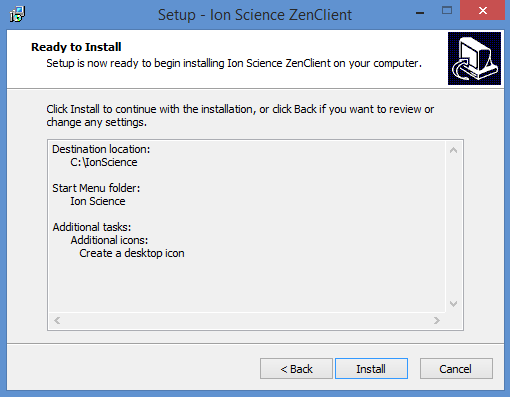 Setup - Ion Science ZenClient
Ready to Install
Setup is now ready to begin installing Ion Science ZenClient on your computer.
Click Install to continue with the installation, or click Back if you want to review or
change any settings.
Destination location:
C:\IonScience
Start Menu folder:
Ion Science
Additional tasks:
Additional icons:
Create a desktop icon
< Back
Install
Cancel